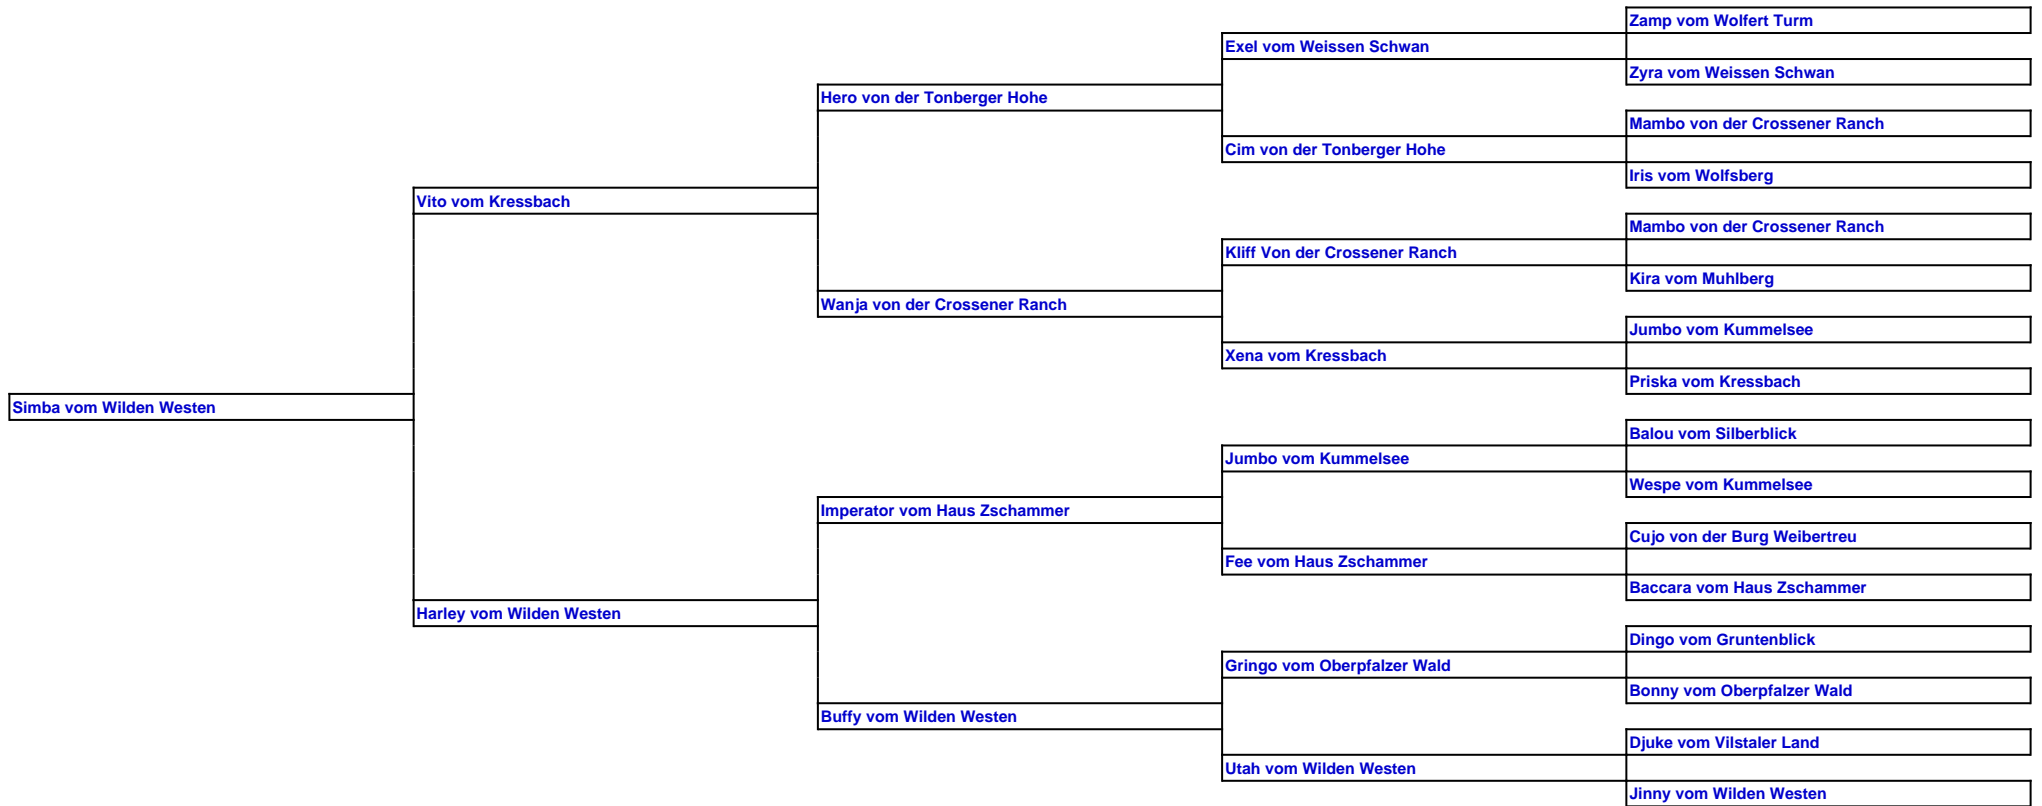 Zamp vom Wolfert Turm
Exel vom Weissen Schwan
Zyra vom Weissen Schwan
Hero von der Tonberger Hohe
Mambo von der Crossener Ranch
Cim von der Tonberger Hohe
Iris vom Wolfsberg
Vito vom Kressbach
Mambo von der Crossener Ranch
Kliff Von der Crossener Ranch
Kira vom Muhlberg
Wanja von der Crossener Ranch
Jumbo vom Kummelsee
Xena vom Kressbach
Priska vom Kressbach
Simba vom Wilden Westen
Balou vom Silberblick
Jumbo vom Kummelsee
Wespe vom Kummelsee
Imperator vom Haus Zschammer
Cujo von der Burg Weibertreu
Fee vom Haus Zschammer
Baccara vom Haus Zschammer
Harley vom Wilden Westen
Dingo vom Gruntenblick
Gringo vom Oberpfalzer Wald
Bonny vom Oberpfalzer Wald
Buffy vom Wilden Westen
Djuke vom Vilstaler Land
Utah vom Wilden Westen
Jinny vom Wilden Westen